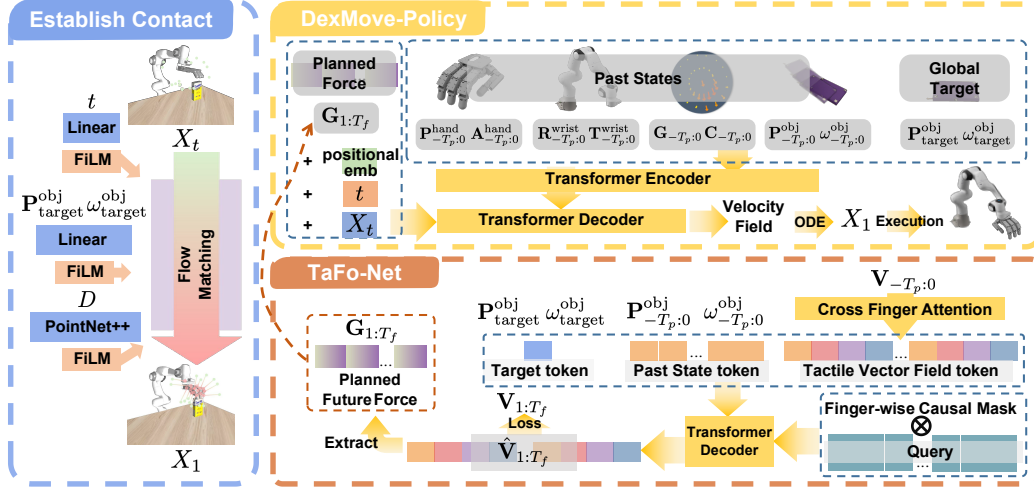 Establish Contact
t
Linear
FiLM
X_t
P^obj_target ω^obj_target
Linear
FiLM
D
PointNet++
FiLM
Flow
Matching
X_1
DexMove-Policy
Planned
Force
G_{1:T_f}
+ positional
emb
+ t
+ X_t
Past States
P^hand_{-T_p:0} A^hand_{-T_p:0}
R^wrist_{-T_p:0} T^wrist_{-T_p:0}
G_{-T_p:0} C_{-T_p:0}
P^obj_{-T_p:0} ω^obj_{-T_p:0}
Global
Target
P^obj_target ω^obj_target
Transformer Encoder
Transformer Decoder
Velocity
Field
ODE
X_1
Execution
TaFo-Net
V_{-T_p:0}
Cross Finger Attention
P^obj_target ω^obj_target
P^obj_{-T_p:0} ω^obj_{-T_p:0}
...
...
Target token
Past State token
Tactile Vector Field token
Finger-wise Causal Mask
Query
...
Transformer
Decoder
V_{1:T_f}
Loss
V̂_{1:T_f}
Extract
G_{1:T_f}
...
Planned
Future Force